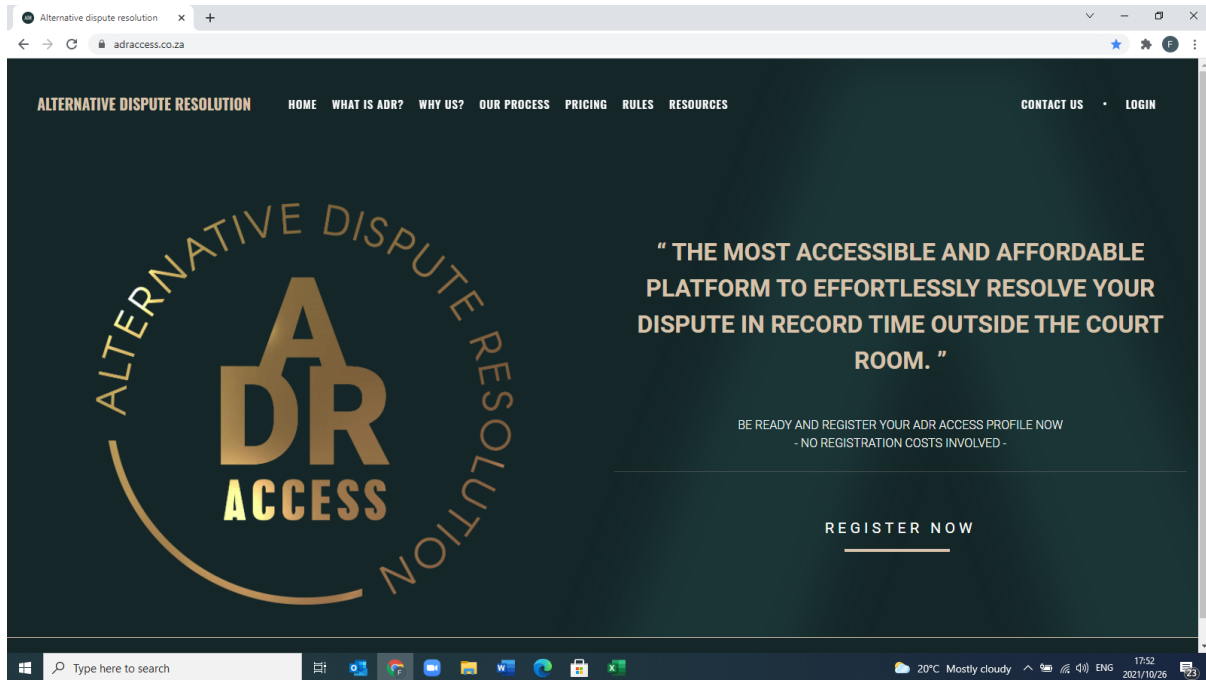 Alternative dispute resolution
adraccess.co.za
F
ALTERNATIVE DISPUTE RESOLUTION HOME WHAT IS ADR? WHY US? OUR PROCESS PRICING RULES RESOURCES CONTACT US · LOGIN
ALTERNATIVE DISPUTE RESOLUTION
A
DR
ACCESS
“ THE MOST ACCESSIBLE AND AFFORDABLE
PLATFORM TO EFFORTLESSLY RESOLVE YOUR
DISPUTE IN RECORD TIME OUTSIDE THE COURT
ROOM. ”
BE READY AND REGISTER YOUR ADR ACCESS PROFILE NOW
- NO REGISTRATION COSTS INVOLVED -
REGISTER NOW
Type here to search
20°C Mostly cloudy ENG 17:52
2021/10/26
23